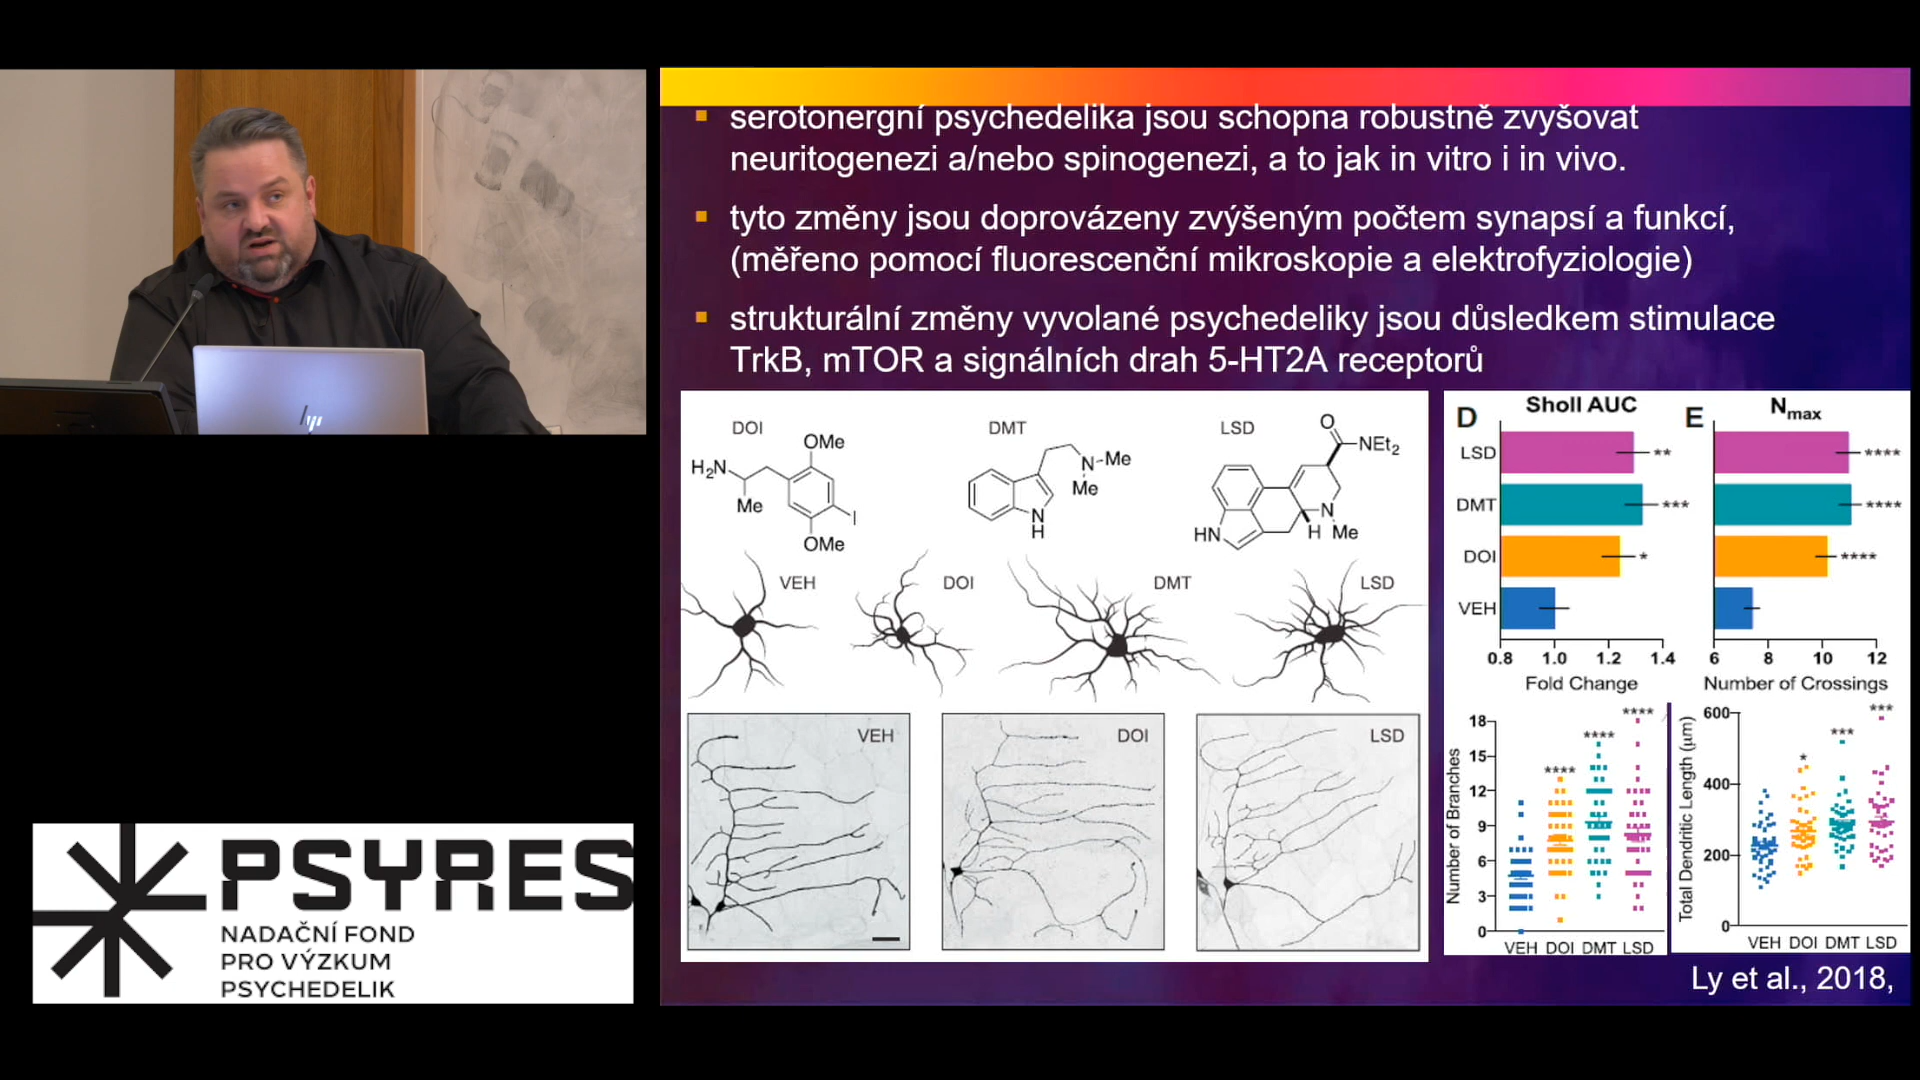 serotonergní psychedelika jsou schopna robustně zvyšovat
neuritogenezi a/nebo spinogenezi, a to jak in vitro i in vivo.
tyto změny jsou doprovázeny zvýšeným počtem synapsí a funkcí,
(měřeno pomocí fluorescenční mikroskopie a elektrofyziologie)
strukturální změny vyvolané psychedeliky jsou důsledkem stimulace
TrkB, mTOR a signálních drah 5-HT2A receptorů
DOI
DMT
LSD
H2N
OMe
Me
I
OMe
N
Me
Me
N
H
O
NEt2
HN
H
N
Me
VEH
DOI
DMT
LSD
VEH
DOI
LSD
D
Sholl AUC
LSD
**
DMT
***
DOI
*
VEH
0.8 1.0 1.2 1.4
Fold Change
E
Nmax
****
****
****
6 8 10 12
Number of Crossings
Number of Branches
18
15
12
9
6
3
0
****
****
****
VEH DOI DMT LSD
Total Dendritic Length (μm)
600
400
200
0
*
***
***
VEH DOI DMT LSD
Ly et al., 2018,
hp
PSYRES
NADAČNÍ FOND
PRO VÝZKUM
PSYCHEDELIK